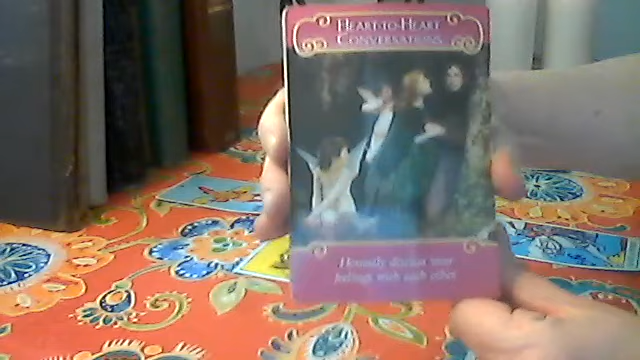 HEART-TO-HEART
CONVERSATIONS
Honestly discuss your
feelings with each other